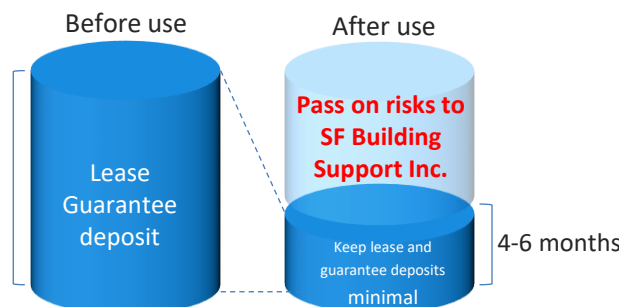 Before use
After use
Lease
Guarantee
deposit
Pass on risks to
SF Building
Support Inc.
Keep lease and
guarantee deposits
minimal
4-6 months